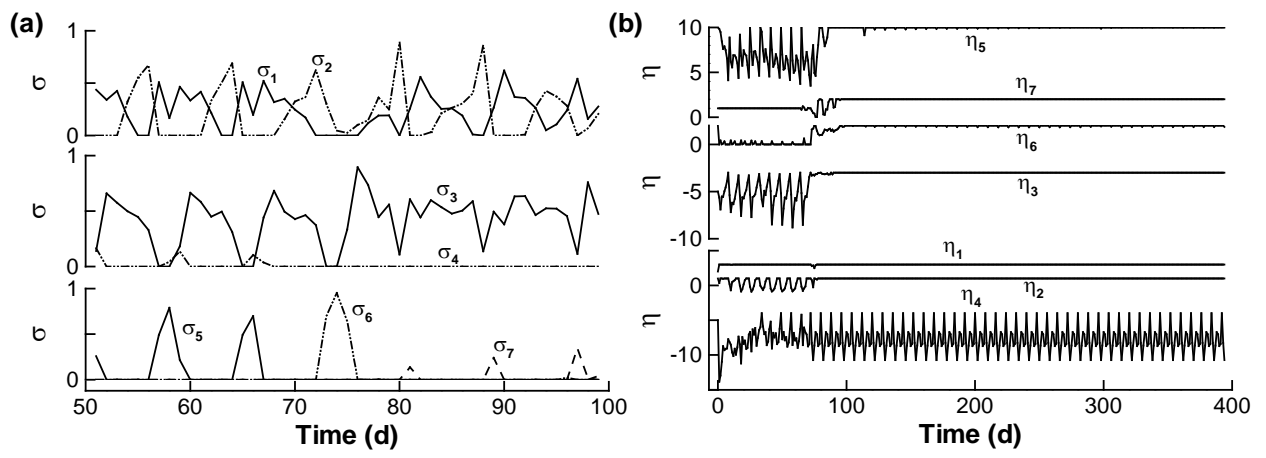 (a)
σ
1
0
σ₁
σ₂
σ
1
0
σ₃
σ₄
σ
1
0
σ₅
σ₆
σ₇
50 60 70 80 90 100
Time (d)
(b)
η
10
5
0
η₅
η₇
η
0
η₆
-5
η₃
-10
η
0
η₁
η₂
η₄
-10
η
0 100 200 300 400
Time (d)